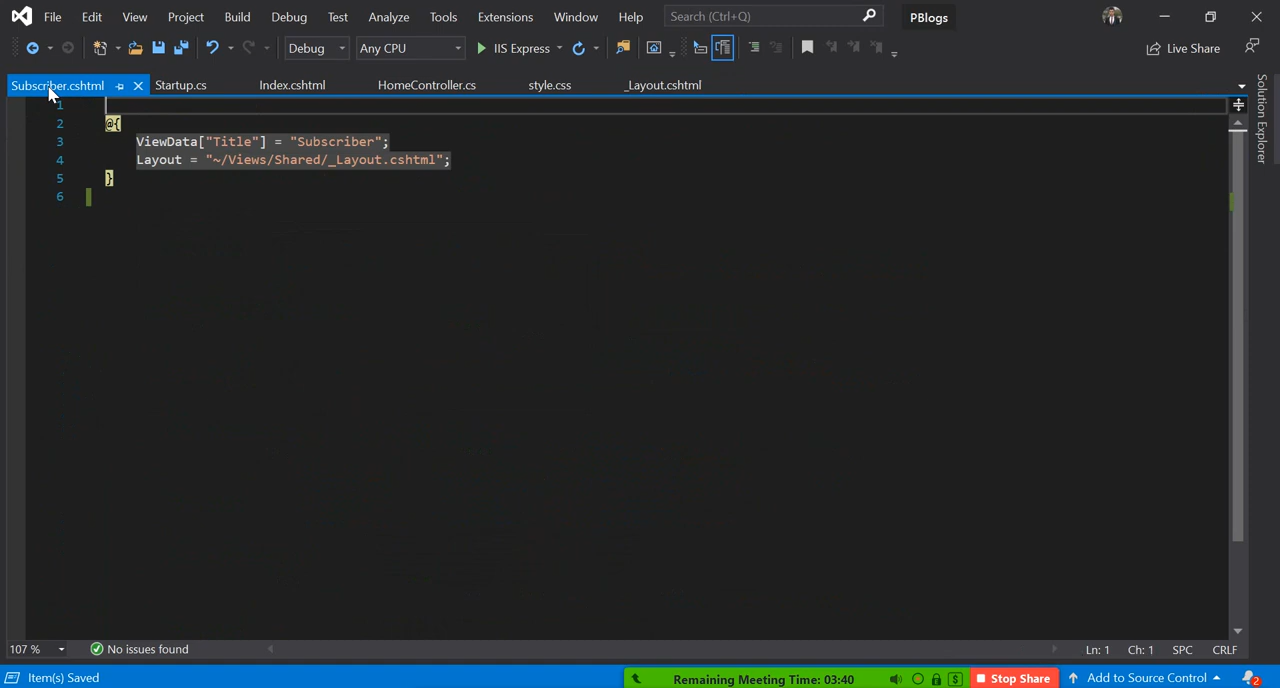 File Edit View Project Build Debug Test Analyze Tools Extensions Window Help Search (Ctrl+Q) PBlogs
Debug Any CPU IIS Express Live Share
Subscriber.cshtml Startup.cs Index.cshtml HomeController.cs style.css _Layout.cshtml
1
2 @{
3 ViewData["Title"] = "Subscriber";
4 Layout = "~/Views/Shared/_Layout.cshtml";
5 }
6
Solution Explorer
107 % No issues found Ln: 1 Ch: 1 SPC CRLF
Item(s) Saved Remaining Meeting Time: 03:40 $ Stop Share Add to Source Control 2